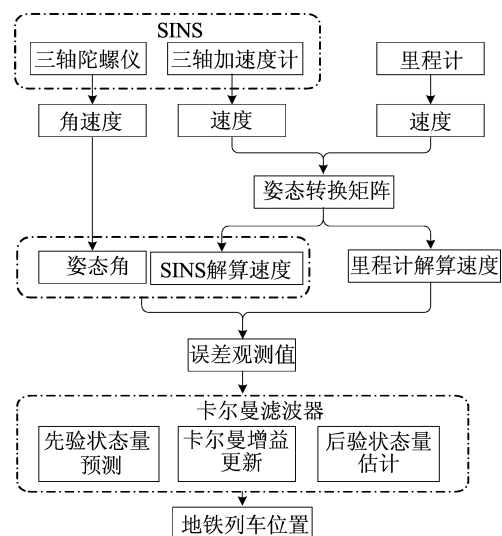 SINS
三轴陀螺仪
三轴加速度计
里程计
角速度
速度
速度
姿态转换矩阵
姿态角
SINS解算速度
里程计解算速度
误差观测值
卡尔曼滤波器
先验状态量
预测
卡尔曼增益
更新
后验状态量
估计
地铁列车位置